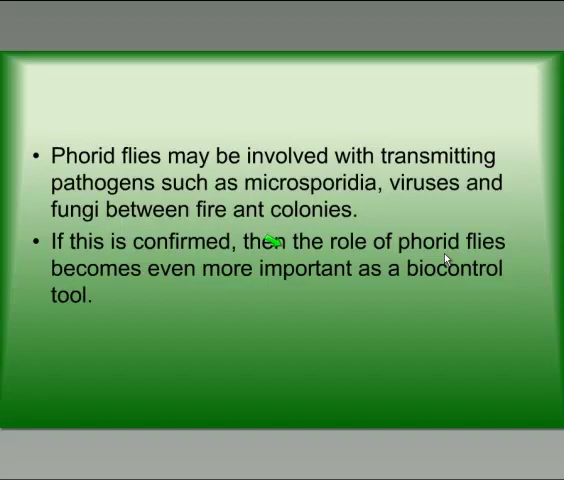 • Phorid flies may be involved with transmitting
pathogens such as microsporidia, viruses and
fungi between fire ant colonies.
• If this is confirmed, then the role of phorid flies
becomes even more important as a biocontrol
tool.